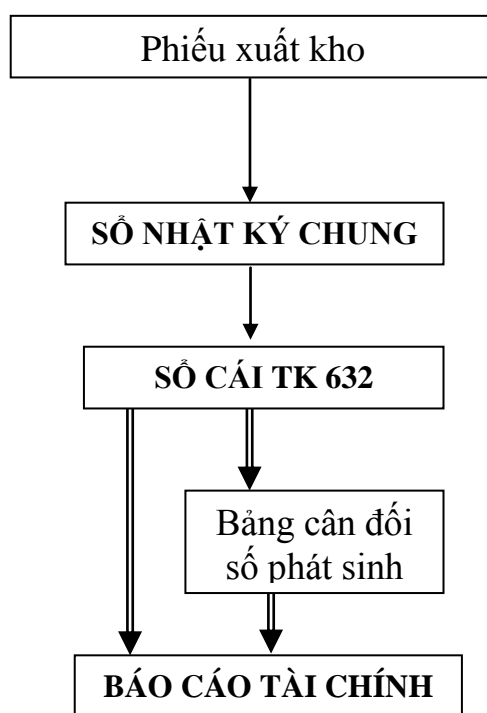 Phiếu xuất kho
SỔ NHẬT KÝ CHUNG
SỔ CÁI TK 632
Bảng cân đối
số phát sinh
BÁO CÁO TÀI CHÍNH